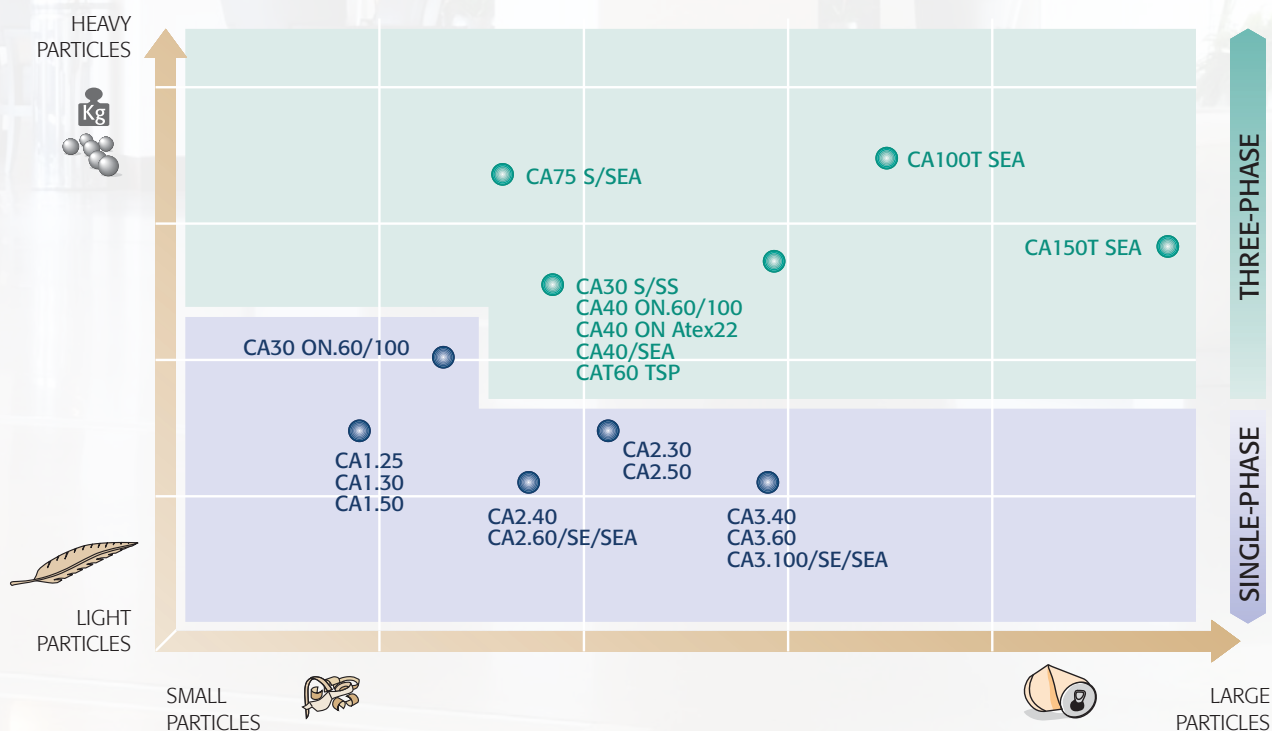 HEAVY
PARTICLES
Kg
CA75 S/SEA
CA100T SEA
CA150T SEA
CA30 S/SS
CA40 ON.60/100
CA40 ON Atex22
CA40/SEA
CAT60 TSP
CA30 ON.60/100
CA1.25
CA1.30
CA1.50
CA2.30
CA2.50
CA2.40
CA2.60/SE/SEA
CA3.40
CA3.60
CA3.100/SE/SEA
THREE-PHASE
SINGLE-PHASE
LIGHT
PARTICLES
SMALL
PARTICLES
LARGE
PARTICLES